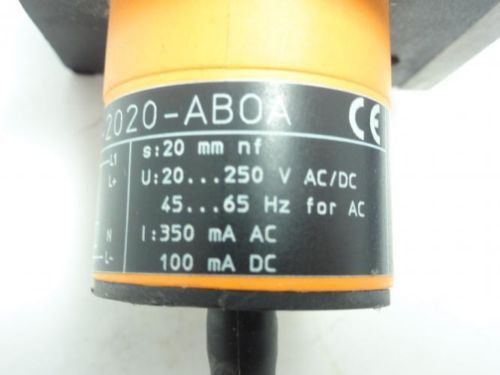 2020-ABOA CE
L1 s:20 mm nf
L+ U:20...250 V AC/DC
45...65 Hz for AC
N I:350 mA AC
L- 100 mA DC